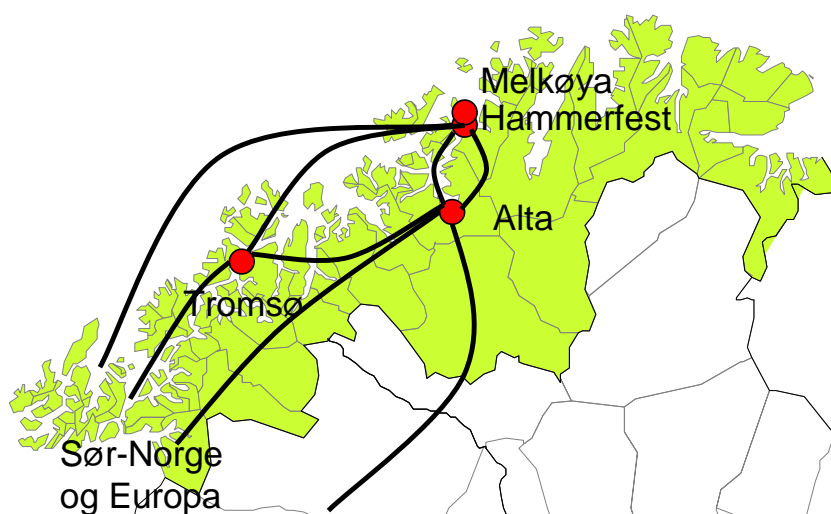 Melkøya
Hammerfest
Alta
Tromsø
Sør-Norge
og Europa